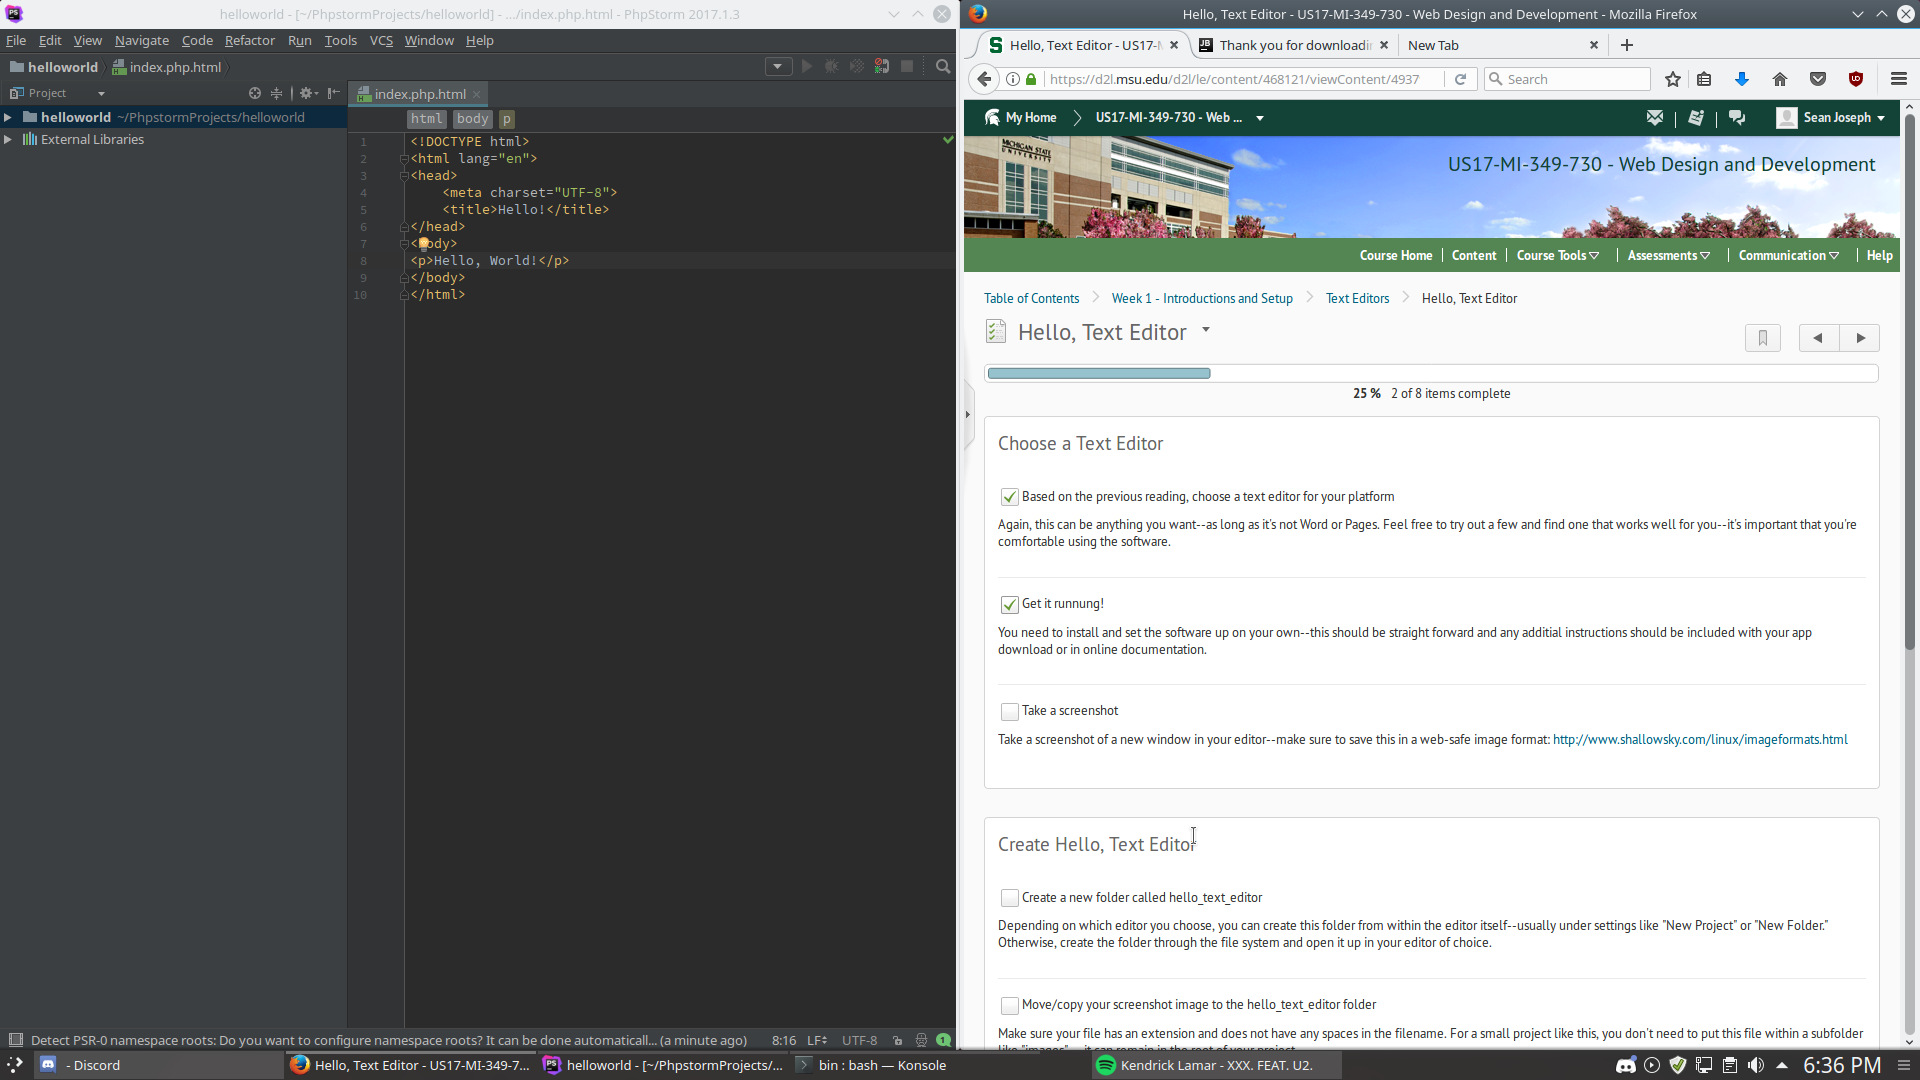 helloworld - [~/PhpstormProjects/helloworld] - .../index.php.html - PhpStorm 2017.1.3
File Edit View Navigate Code Refactor Run Tools VCS Window Help
helloworld index.php.html
Project
helloworld ~/PhpstormProjects/helloworld
External Libraries
index.php.html
html body p
1 <!DOCTYPE html>
2 <html lang="en">
3 <head>
4 <meta charset="UTF-8">
5 <title>Hello!</title>
6 </head>
7 <body>
8 <p>Hello, World!</p>
9 </body>
10 </html>
Detect PSR-0 namespace roots: Do you want to configure namespace roots? It can be done automaticall... (a minute ago) 8:16 LF UTF-8 1
Hello, Text Editor - US17-MI-349-730 - Web Design and Development - Mozilla Firefox
Hello, Text Editor - US17-M Thank you for downloadin New Tab
https://d2l.msu.edu/d2l/le/content/468121/viewContent/4937 Search
My Home US17-MI-349-730 - Web ... Sean Joseph
MICHIGAN STATE
UNIVERSITY
US17-MI-349-730 - Web Design and Development
Course Home Content Course Tools Assessments Communication Help
Table of Contents Week 1 - Introductions and Setup Text Editors Hello, Text Editor
Hello, Text Editor
25 % 2 of 8 items complete
Choose a Text Editor
Based on the previous reading, choose a text editor for your platform
Again, this can be anything you want--as long as it's not Word or Pages. Feel free to try out a few and find one that works well for you--it's important that you're
comfortable using the software.
Get it runnung!
You need to install and set the software up on your own--this should be straight forward and any additial instructions should be included with your app
download or in online documentation.
Take a screenshot
Take a screenshot of a new window in your editor--make sure to save this in a web-safe image format: http://www.shallowsky.com/linux/imageformats.html
Create Hello, Text Editor
Create a new folder called hello_text_editor
Depending on which editor you choose, you can create this folder from within the editor itself--usually under settings like "New Project" or "New Folder."
Otherwise, create the folder through the file system and open it up in your editor of choice.
Move/copy your screenshot image to the hello_text_editor folder
Make sure your file has an extension and does not have any spaces in the filename. For a small project like this, you don't need to put this file within a subfolder
- Discord Hello, Text Editor - US17-MI-349-7... helloworld - [~/PhpstormProjects/... bin : bash — Konsole Kendrick Lamar - XXX. FEAT. U2. 6:36 PM